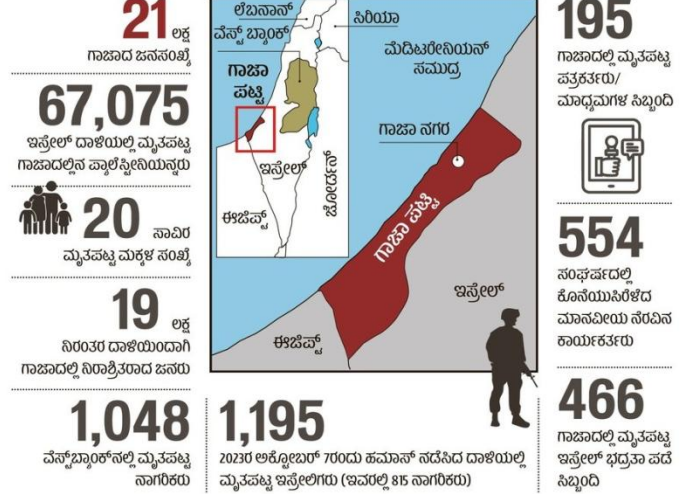 21 ಲಕ್ಷ
ಗಾಜಾದ ಜನಸಂಖ್ಯೆ
67,075
ಇಸ್ರೇಲ್ ದಾಳಿಯಲ್ಲಿ ಮೃತಪಟ್ಟ
ಗಾಜಾದಲ್ಲಿನ ಪ್ಯಾಲೆಸ್ಟೀನಿಯನ್ನರು
20 ಸಾವಿರ
ಮೃತಪಟ್ಟ ಮಕ್ಕಳ ಸಂಖ್ಯೆ
19 ಲಕ್ಷ
ನಿರಂತರ ದಾಳಿಯಿಂದಾಗಿ
ಗಾಜಾದಲ್ಲಿ ನಿರಾಶ್ರಿತರಾದ ಜನರು
1,048
ವೆಸ್ಟ್‌ಬ್ಯಾಂಕ್‌ನಲ್ಲಿ ಮೃತಪಟ್ಟ
ನಾಗರಿಕರು
ಲೆಬನಾನ್
ಸಿರಿಯಾ
ವೆಸ್ಟ್ ಬ್ಯಾಂಕ್
ಗಾಜಾ
ಪಟ್ಟಿ
ಇಸ್ರೇಲ್
ಜೋರ್ಡನ್
ಈಜಿಪ್ಟ್
ಮೆಡಿಟರೇನಿಯನ್
ಸಮುದ್ರ
ಗಾಜಾ ನಗರ
ಗಾಜಾ ಪಟ್ಟಿ
ಇಸ್ರೇಲ್
ಈಜಿಪ್ಟ್
1,195
2023ರ ಅಕ್ಟೋಬರ್ 7ರಂದು ಹಮಾಸ್ ನಡೆಸಿದ ದಾಳಿಯಲ್ಲಿ
ಮೃತಪಟ್ಟ ಇಸ್ರೇಲಿಗರು (ಇವರಲ್ಲಿ 815 ನಾಗರಿಕರು)
195
ಗಾಜಾದಲ್ಲಿ ಮೃತಪಟ್ಟ
ಪತ್ರಕರ್ತರು/
ಮಾಧ್ಯಮಗಳ ಸಿಬ್ಬಂದಿ
554
ಸಂಘರ್ಷದಲ್ಲಿ
ಕೊನೆಯುಸಿರೆಳೆದ
ಮಾನವೀಯ ನೆರವಿನ
ಕಾರ್ಯಕರ್ತರು
466
ಗಾಜಾದಲ್ಲಿ ಮೃತಪಟ್ಟ
ಇಸ್ರೇಲ್ ಭದ್ರತಾ ಪಡೆ
ಸಿಬ್ಬಂದಿ